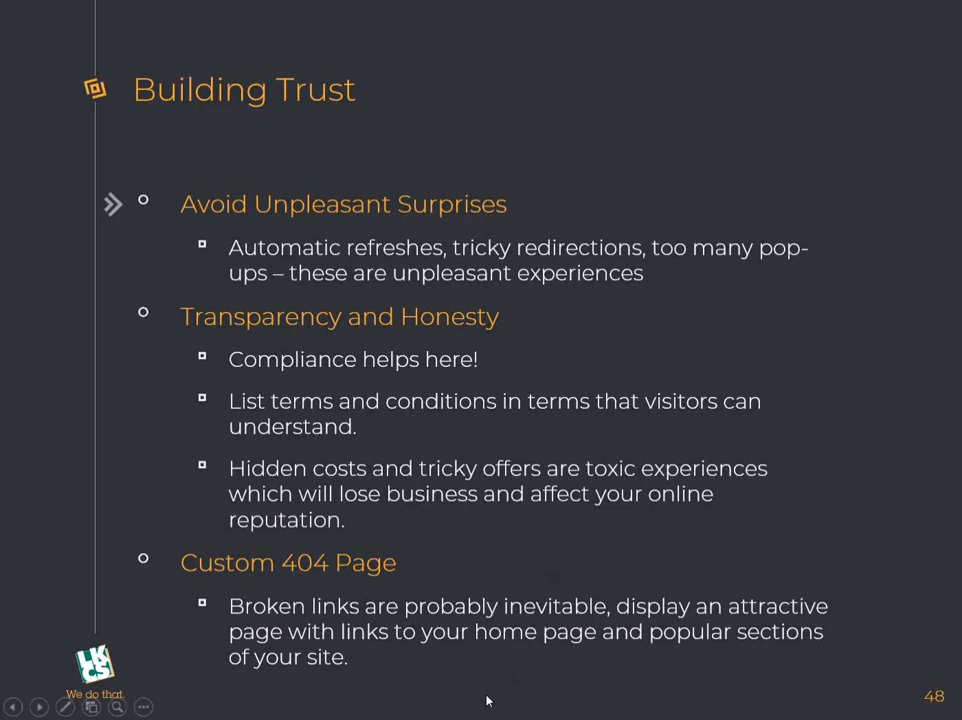 Building Trust
Avoid Unpleasant Surprises
Automatic refreshes, tricky redirections, too many pop-
ups – these are unpleasant experiences
Transparency and Honesty
Compliance helps here!
List terms and conditions in terms that visitors can
understand.
Hidden costs and tricky offers are toxic experiences
which will lose business and affect your online
reputation.
Custom 404 Page
Broken links are probably inevitable, display an attractive
page with links to your home page and popular sections
of your site.
LK
CS
We do that.
48